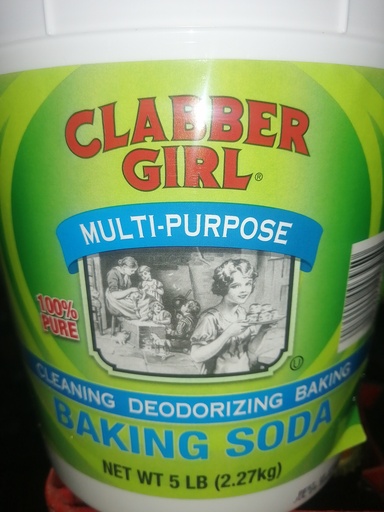 CLABBER
GIRL®
MULTI-PURPOSE
100%
PURE
CLEANING DEODORIZING BAKING
BAKING SODA
NET WT 5 LB (2.27kg)